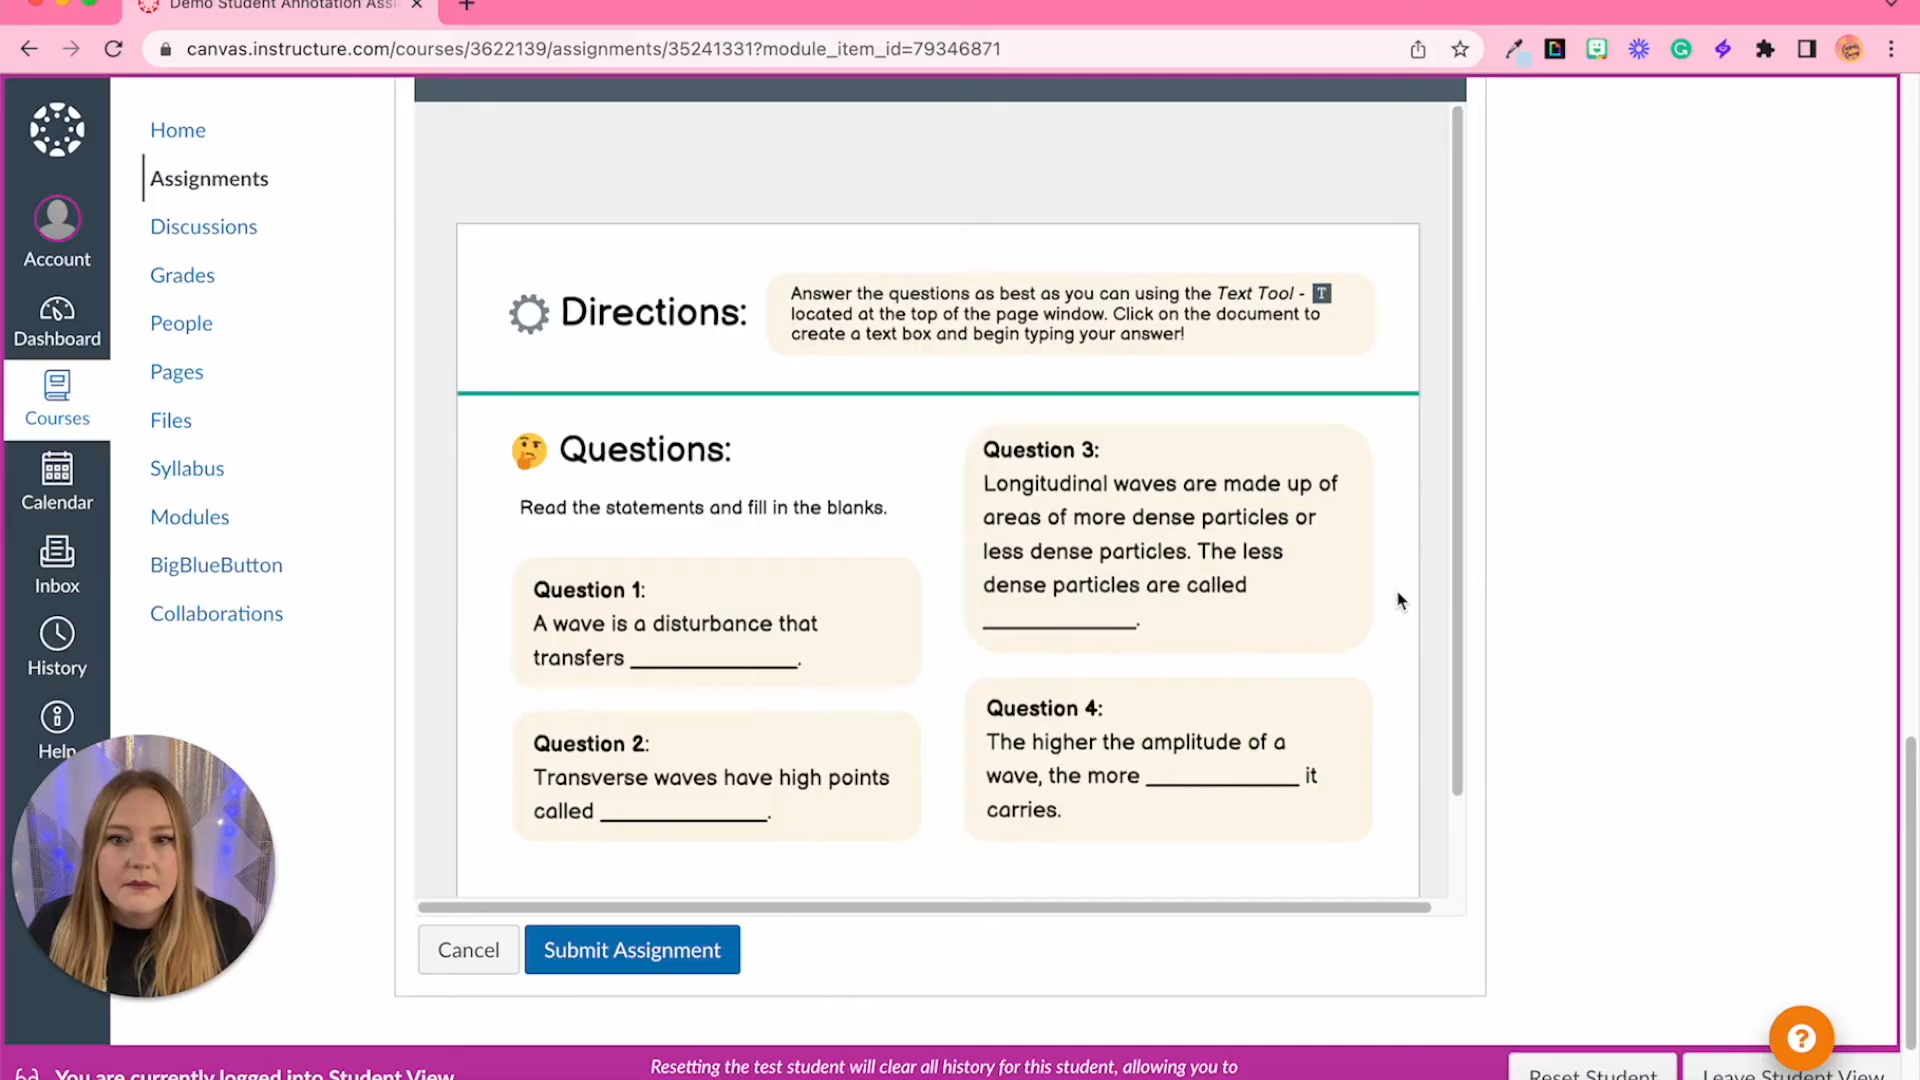 Demo Student Annotation Assi
canvas.instructure.com/courses/3622139/assignments/35241331?module_item_id=79346871
Account
Dashboard
Courses
Calendar
Inbox
History
Help
Home
Assignments
Discussions
Grades
People
Pages
Files
Syllabus
Modules
BigBlueButton
Collaborations
Directions:
Answer the questions as best as you can using the Text Tool - T
located at the top of the page window. Click on the document to
create a text box and begin typing your answer!
Questions:
Read the statements and fill in the blanks.
Question 1:
A wave is a disturbance that
transfers ______________.
Question 2:
Transverse waves have high points
called ______________.
Question 3:
Longitudinal waves are made up of
areas of more dense particles or
less dense particles. The less
dense particles are called
_____________.
Question 4:
The higher the amplitude of a
wave, the more _____________ it
carries.
Cancel
Submit Assignment
?
You are currently logged into Student View
Resetting the test student will clear all history for this student, allowing you to
Reset Student
Leave Student View